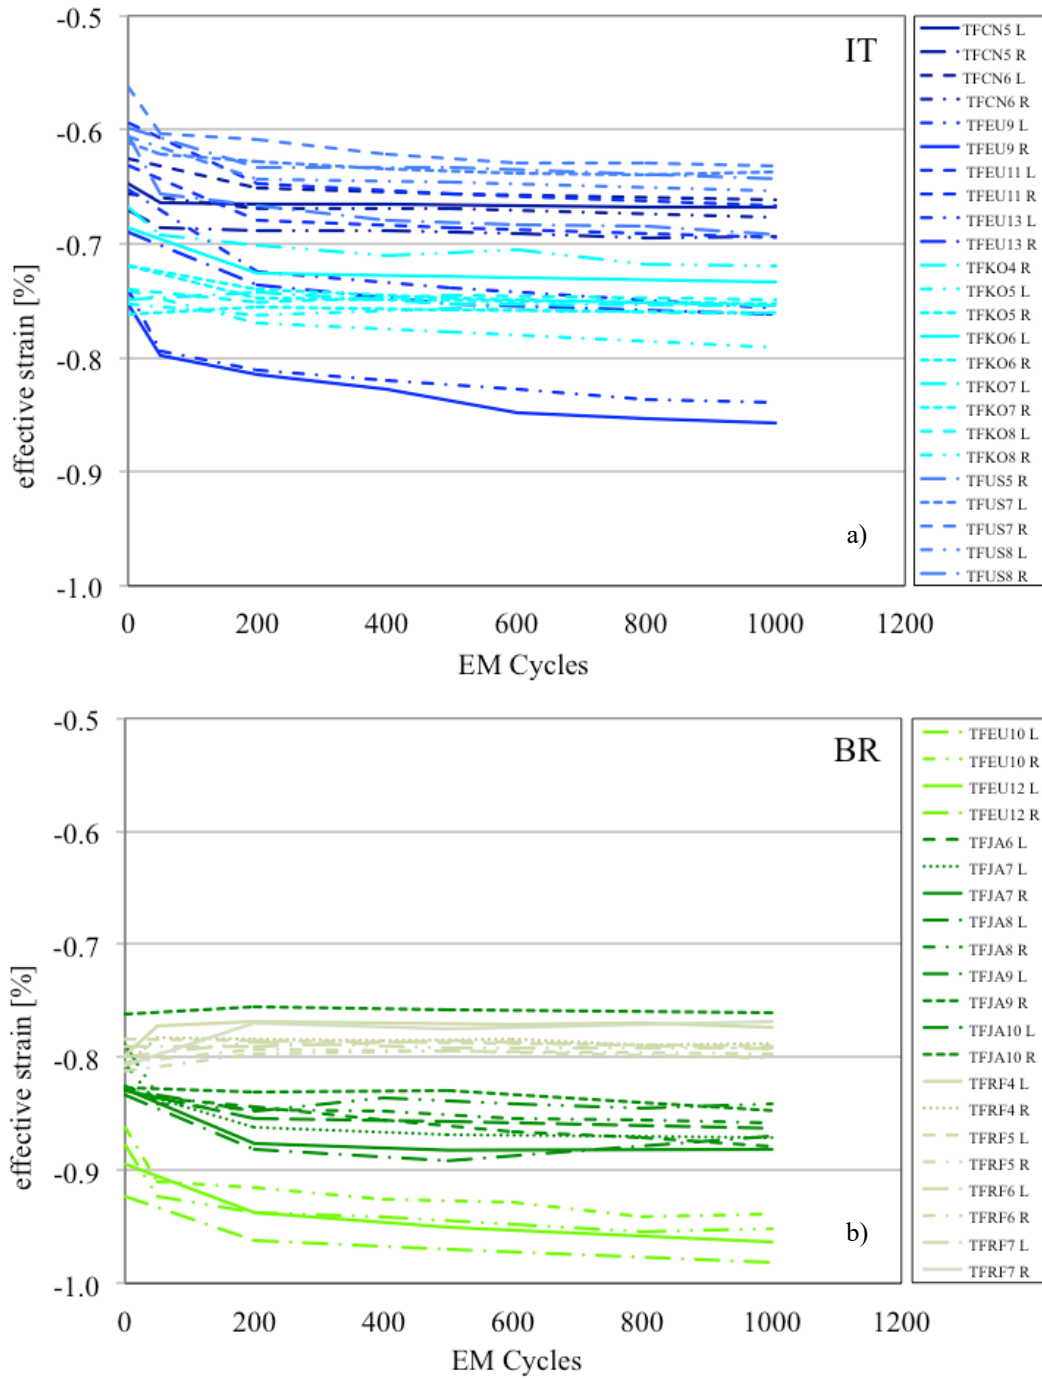 -0.5
-0.6
-0.7
-0.8
-0.9
-1.0
effective strain [%]
IT
a)
0 200 400 600 800 1000 1200
EM Cycles
TFCN5 L
TFCN5 R
TFCN6 L
TFCN6 R
TFEU9 L
TFEU9 R
TFEU11 L
TFEU11 R
TFEU13 L
TFEU13 R
TFKO4 R
TFKO5 L
TFKO5 R
TFKO6 L
TFKO6 R
TFKO7 L
TFKO7 R
TFKO8 L
TFKO8 R
TFUS5 R
TFUS7 L
TFUS7 R
TFUS8 L
TFUS8 R
-0.5
-0.6
-0.7
-0.8
-0.9
-1.0
effective strain [%]
BR
b)
0 200 400 600 800 1000 1200
EM Cycles
TFEU10 L
TFEU10 R
TFEU12 L
TFEU12 R
TFJA6 L
TFJA7 L
TFJA7 R
TFJA8 L
TFJA8 R
TFJA9 L
TFJA9 R
TFJA10 L
TFJA10 R
TFRF4 L
TFRF4 R
TFRF5 L
TFRF5 R
TFRF6 L
TFRF6 R
TFRF7 L
TFRF7 R